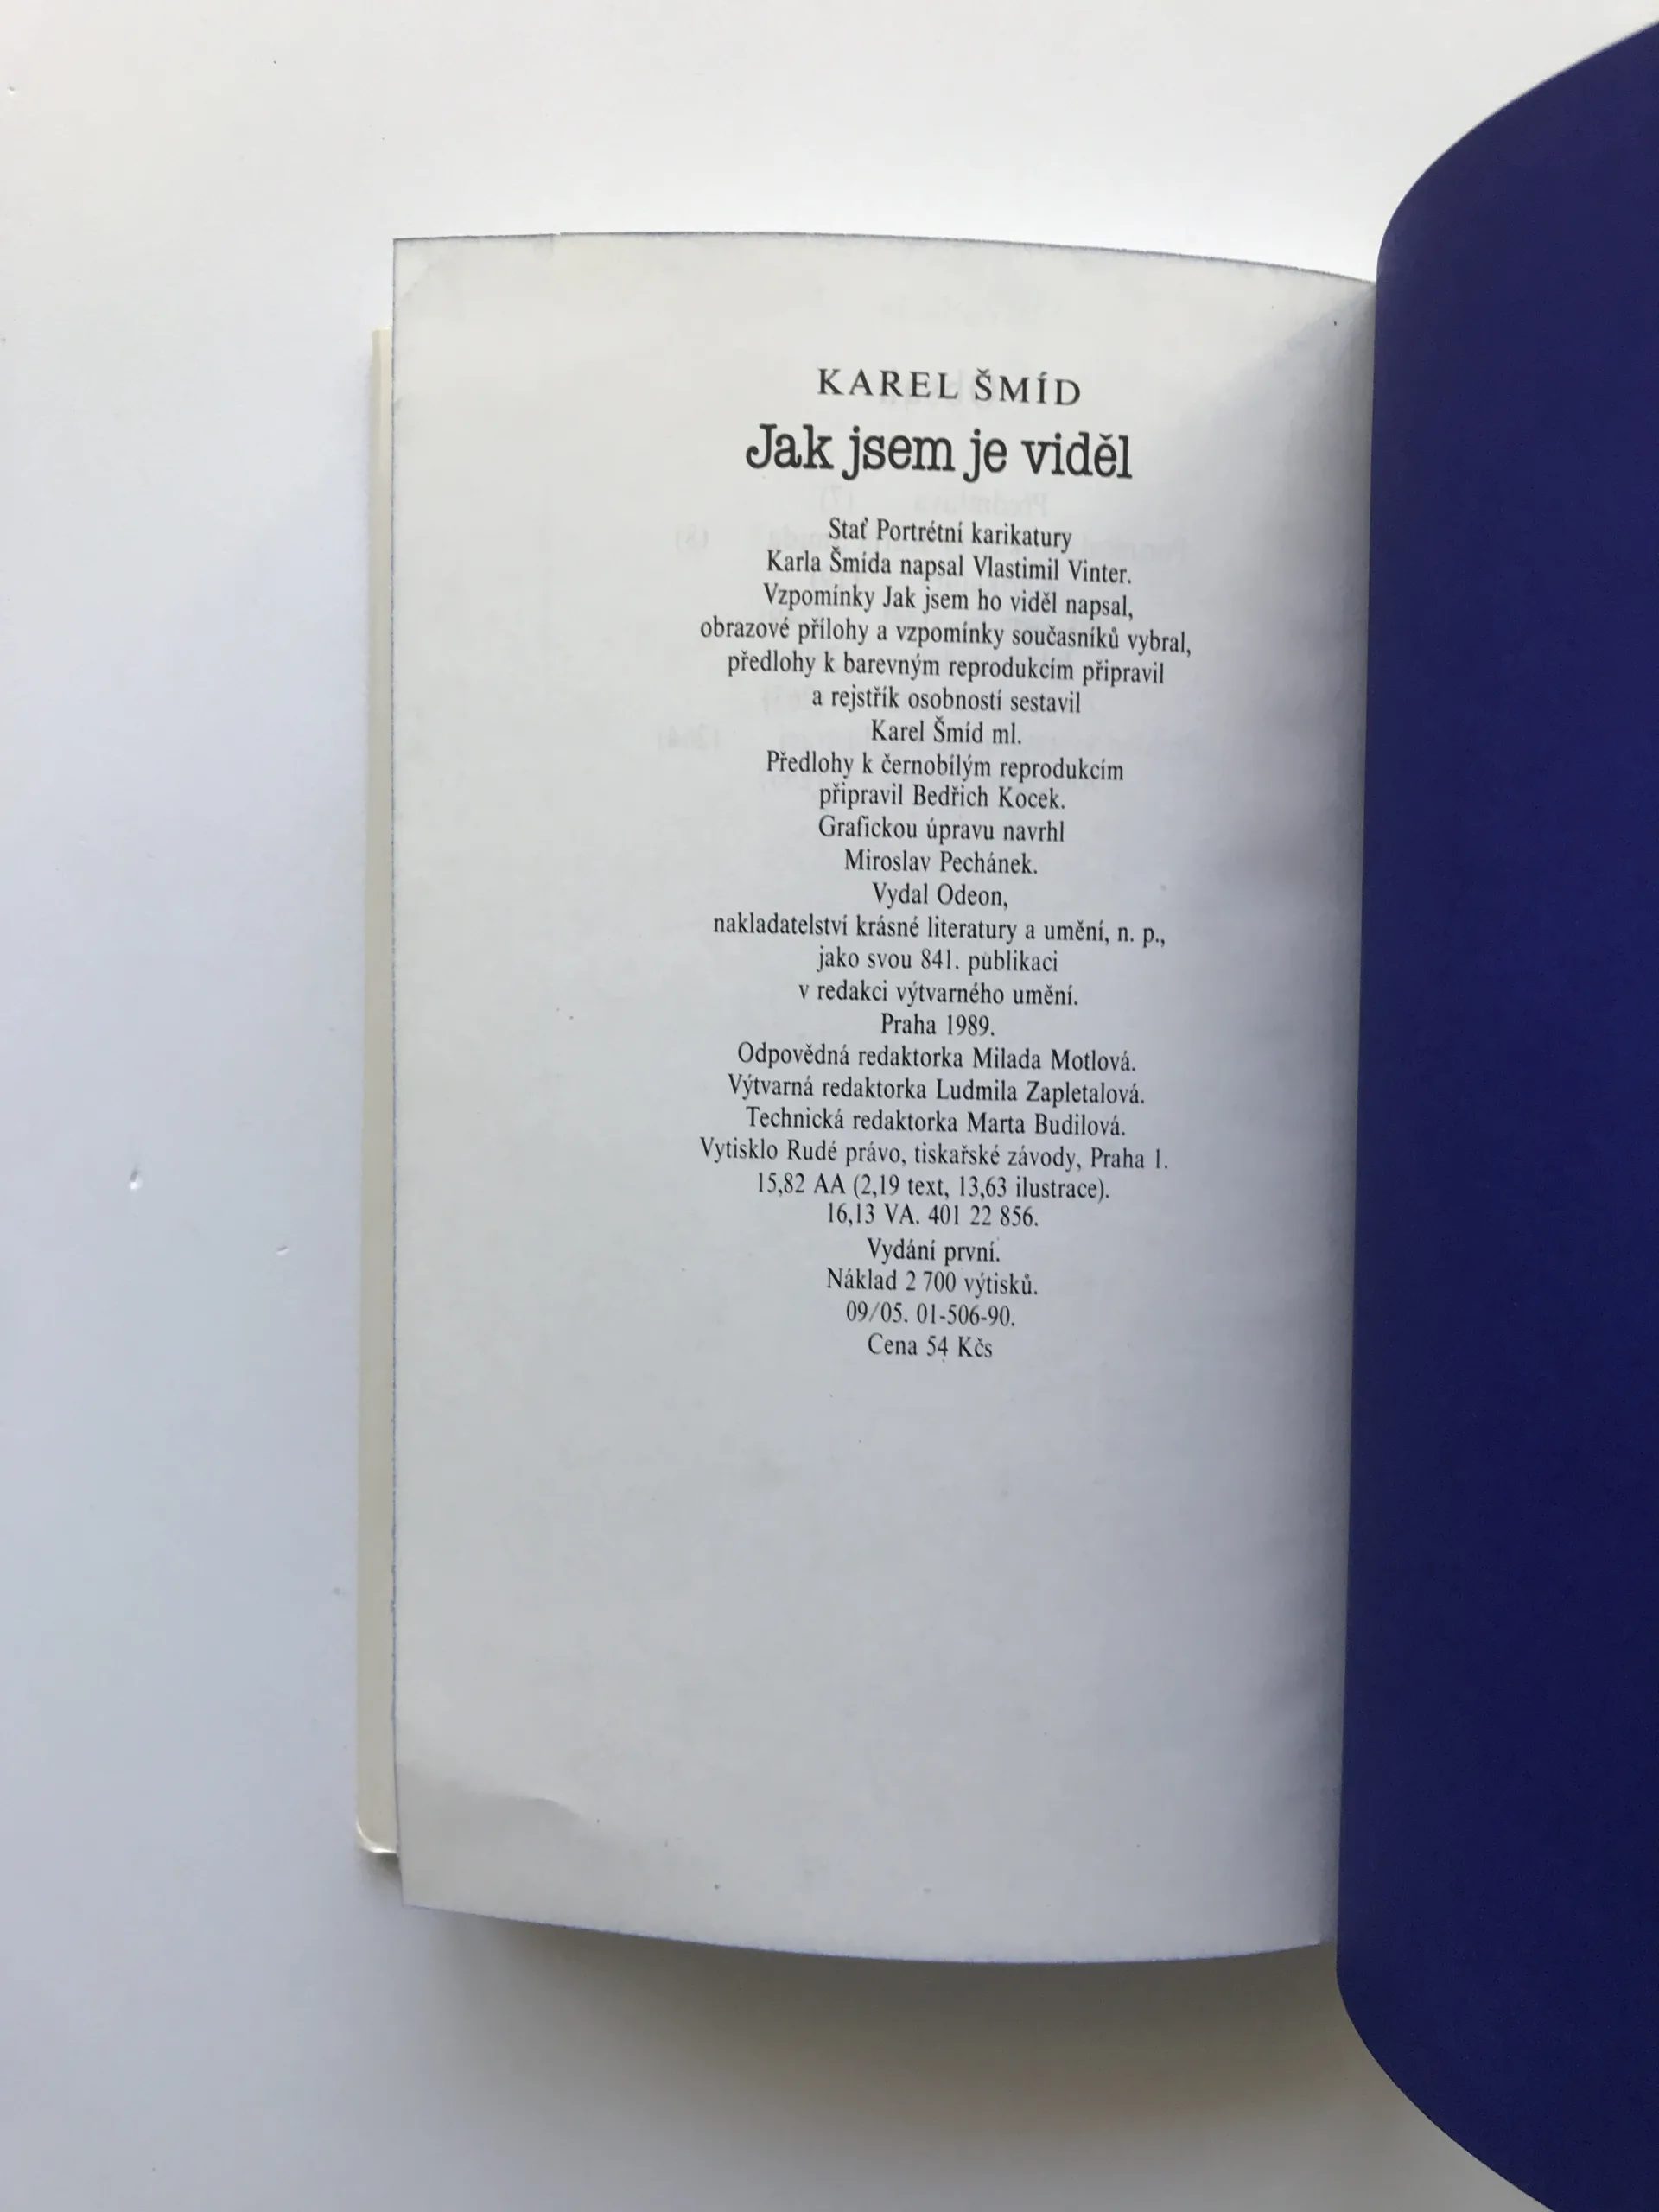 KAREL ŠMÍD
Jak jsem je viděl
Stať Portrétní karikatury
Karla Šmída napsal Vlastimil Vinter.
Vzpomínky Jak jsem ho viděl napsal,
obrazové přílohy a vzpomínky současníků vybral,
předlohy k barevným reprodukcím připravil
a rejstřík osobností sestavil
Karel Šmíd ml.
Předlohy k černobílým reprodukcím
připravil Bedřich Kocek.
Grafickou úpravu navrhl
Miroslav Pechánek.
Vydal Odeon,
nakladatelství krásné literatury a umění, n. p.,
jako svou 841. publikaci
v redakci výtvarného umění.
Praha 1989.
Odpovědná redaktorka Milada Motlová.
Výtvarná redaktorka Ludmila Zapletalová.
Technická redaktorka Marta Budilová.
Vytisklo Rudé právo, tiskařské závody, Praha 1.
15,82 AA (2,19 text, 13,63 ilustrace).
16,13 VA. 401 22 856.
Vydání první.
Náklad 2 700 výtisků.
09/05. 01-506-90.
Cena 54 Kčs